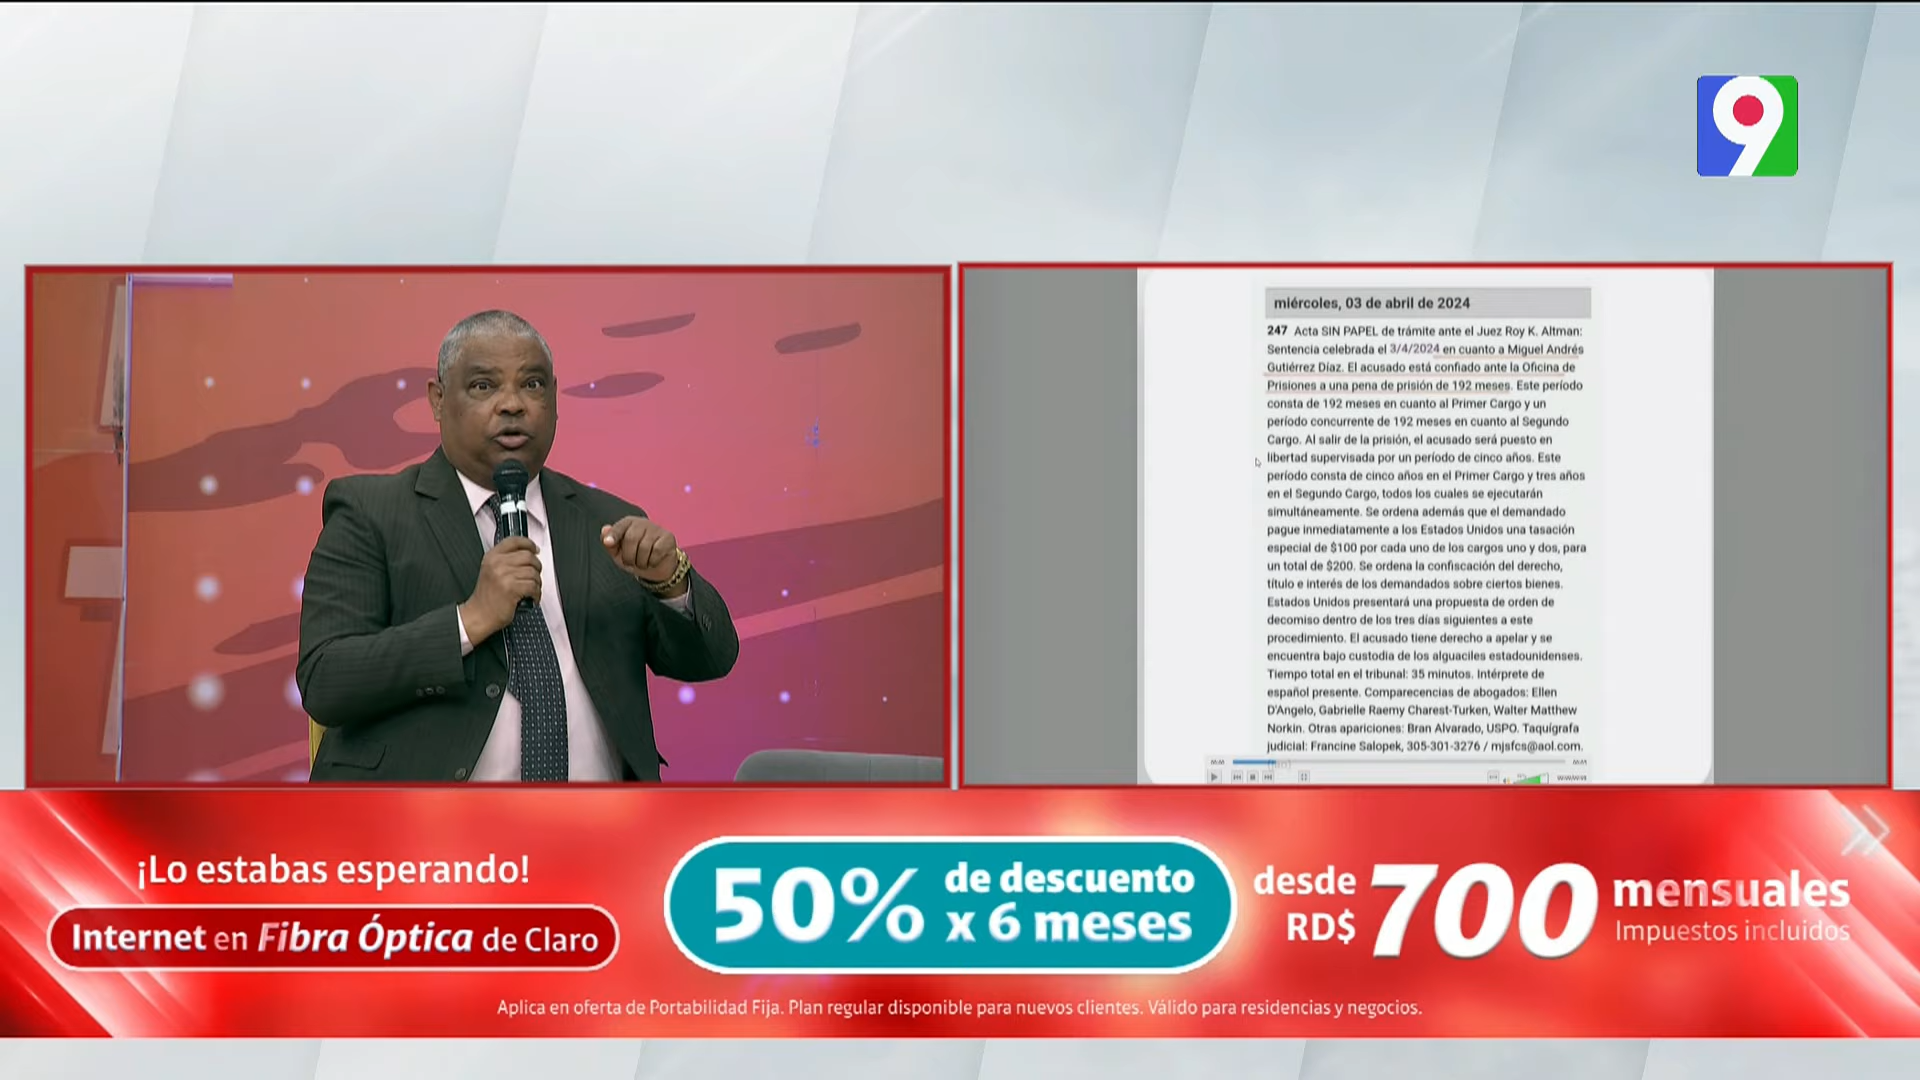 9
miércoles, 03 de abril de 2024
247 Acta SIN PAPEL de trámite ante el Juez Roy K. Altman:
Sentencia celebrada el 3/4/2024 en cuanto a Miguel Andrés
Gutiérrez Díaz. El acusado está confiado ante la Oficina de
Prisiones a una pena de prisión de 192 meses. Este período
consta de 192 meses en cuanto al Primer Cargo y un
período concurrente de 192 meses en cuanto al Segundo
Cargo. Al salir de la prisión, el acusado será puesto en
libertad supervisada por un período de cinco años. Este
período consta de cinco años en el Primer Cargo y tres años
en el Segundo Cargo, todos los cuales se ejecutarán
simultáneamente. Se ordena además que el demandado
pague inmediatamente a los Estados Unidos una tasación
especial de $100 por cada uno de los cargos uno y dos, para
un total de $200. Se ordena la confiscación del derecho,
título e interés de los demandados sobre ciertos bienes.
Estados Unidos presentará una propuesta de orden de
decomiso dentro de los tres días siguientes a este
procedimiento. El acusado tiene derecho a apelar y se
encuentra bajo custodia de los alguaciles estadounidenses.
Tiempo total en el tribunal: 35 minutos. Intérprete de
español presente. Comparecencias de abogados: Ellen
D'Angelo, Gabrielle Raemy Charest-Turken, Walter Matthew
Norkin. Otras apariciones: Bran Alvarado, USPO. Taquígrafa
judicial: Francine Salopek, 305-301-3276 / mjsfcs@aol.com.
¡Lo estabas esperando!
Internet en Fibra Óptica de Claro
50% de descuento
x 6 meses
desde
RD$ 700 mensuales
Impuestos incluidos
Aplica en oferta de Portabilidad Fija. Plan regular disponible para nuevos clientes. Válido para residencias y negocios.